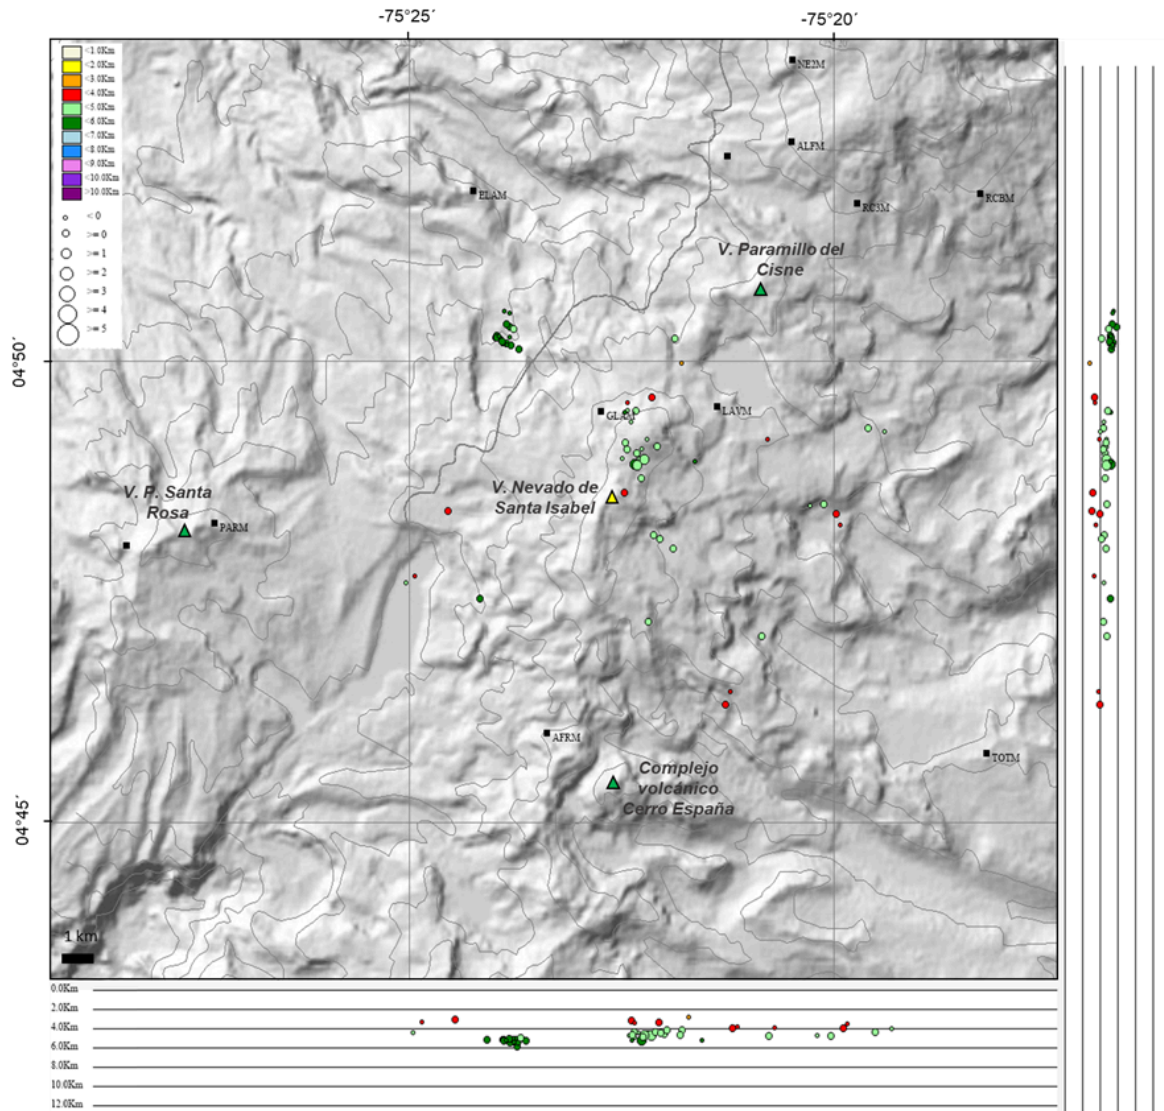 -75°25´
-75°20´
<1.0Km
<2.0Km
<3.0Km
<4.0Km
<5.0Km
<6.0Km
<7.0Km
<8.0Km
<9.0Km
<10.0Km
>10.0Km
< 0
>= 0
>= 1
>= 2
>= 3
>= 4
>= 5
NE2M
ALFM
ELAM
RC3M
RCBM
V. Paramillo del
Cisne
04°50´
GLAM
LAVM
V. P. Santa
Rosa
PARM
V. Nevado de
Santa Isabel
AFRM
TOTM
Complejo
volcánico
Cerro España
04°45´
1 km
0.0Km
2.0Km
4.0Km
6.0Km
8.0Km
10.0Km
12.0Km